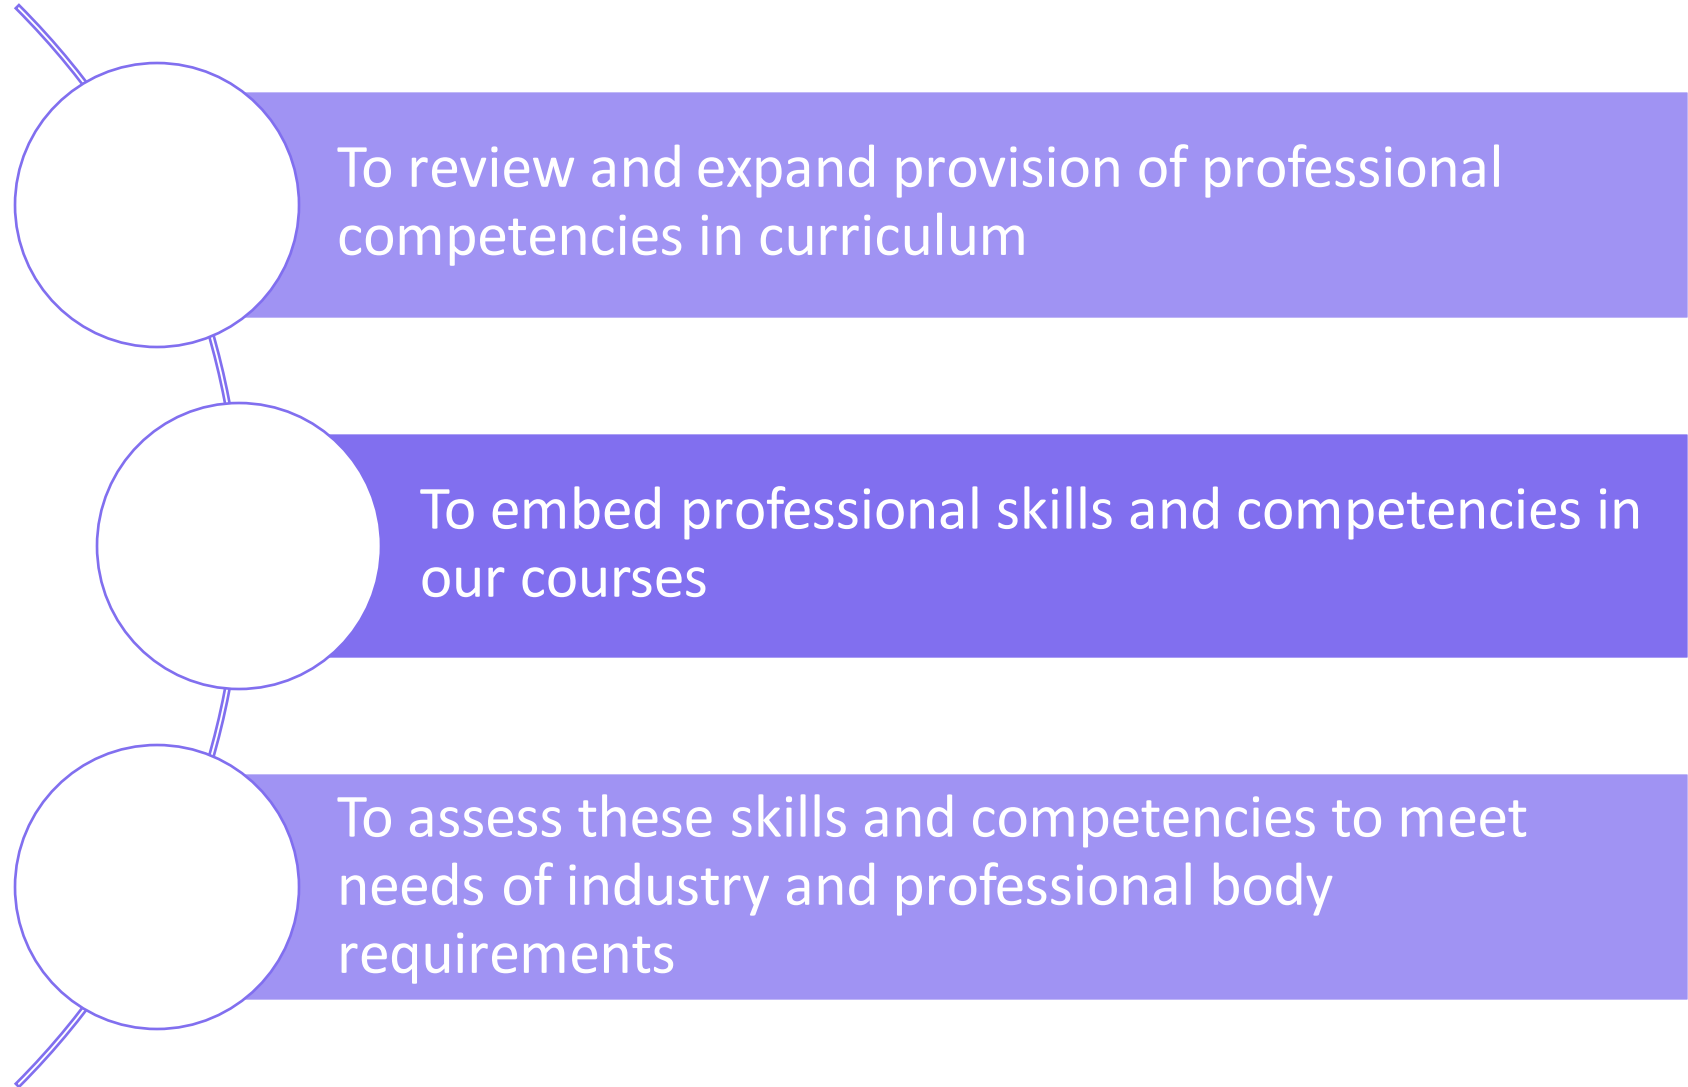 To review and expand provision of professional
competencies in curriculum
To embed professional skills and competencies in
our courses
To assess these skills and competencies to meet
needs of industry and professional body
requirements